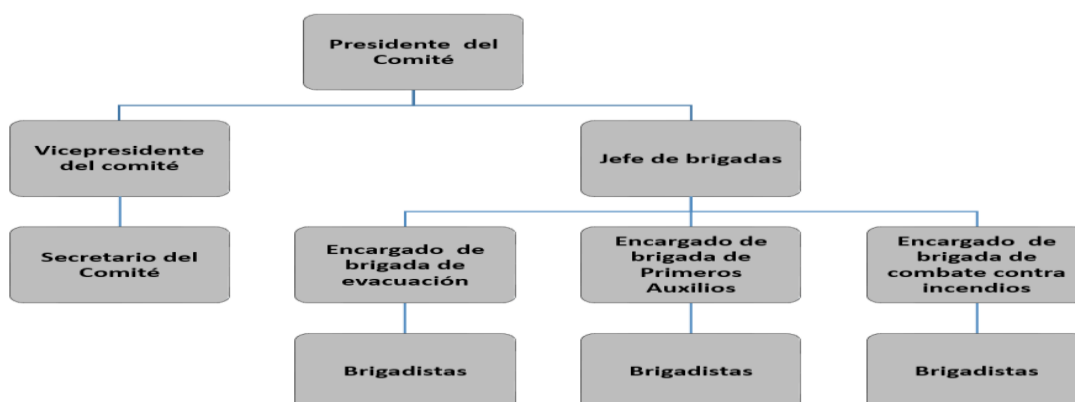 Presidente del
Comité
Vicepresidente
del comité
Jefe de brigadas
Secretario del
Comité
Encargado de
brigada de
evacuación
Encargado de
brigada de
Primeros
Auxilios
Encargado de
brigada de
combate contra
incendios
Brigadistas
Brigadistas
Brigadistas